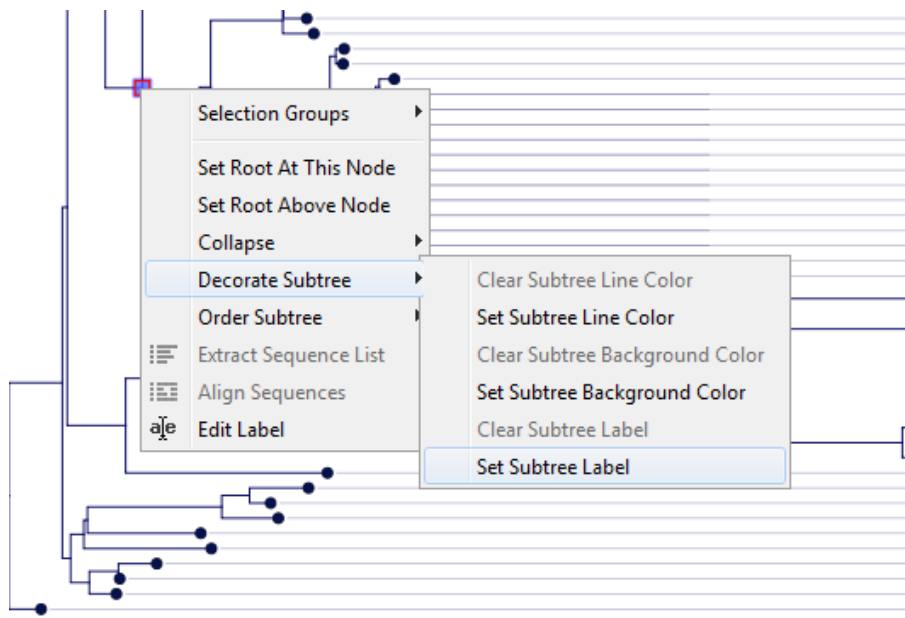 Selection Groups
Set Root At This Node
Set Root Above Node
Collapse
Decorate Subtree
Order Subtree
Extract Sequence List
Align Sequences
Edit Label
Clear Subtree Line Color
Set Subtree Line Color
Clear Subtree Background Color
Set Subtree Background Color
Clear Subtree Label
Set Subtree Label